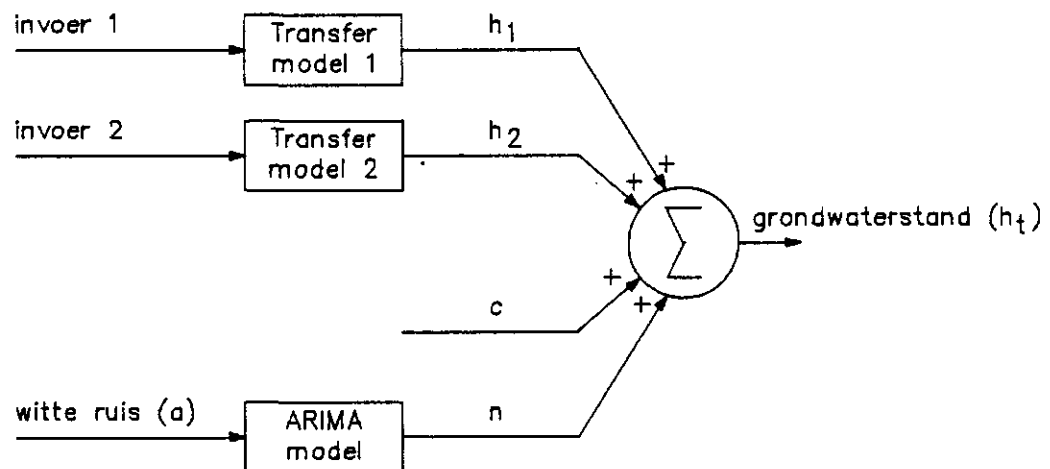 invoer 1
Transfer
model 1
h1
invoer 2
Transfer
model 2
h2
+
+
Σ
grondwaterstand (ht)
+
+
c
witte ruis (a)
ARIMA
model
n